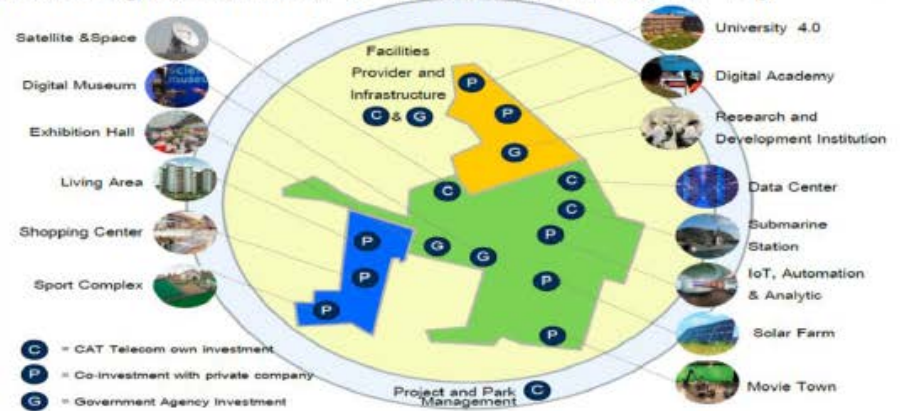 Satellite &Space
Digital Museum
Exhibition Hall
Living Area
Shopping Center
Sport Complex
Facilities
Provider and
Infrastructure
C & G
P
P
G
C
C
C
P
G
G
P
P
P
P
P
University 4.0
Digital Academy
Research and
Development Institution
Data Center
Submarine
Station
IoT, Automation
& Analytic
Solar Farm
Movie Town
C = CAT Telecom own investment
P = Co-investment with private company
G = Government Agency Investment
Project and Park
Management
C